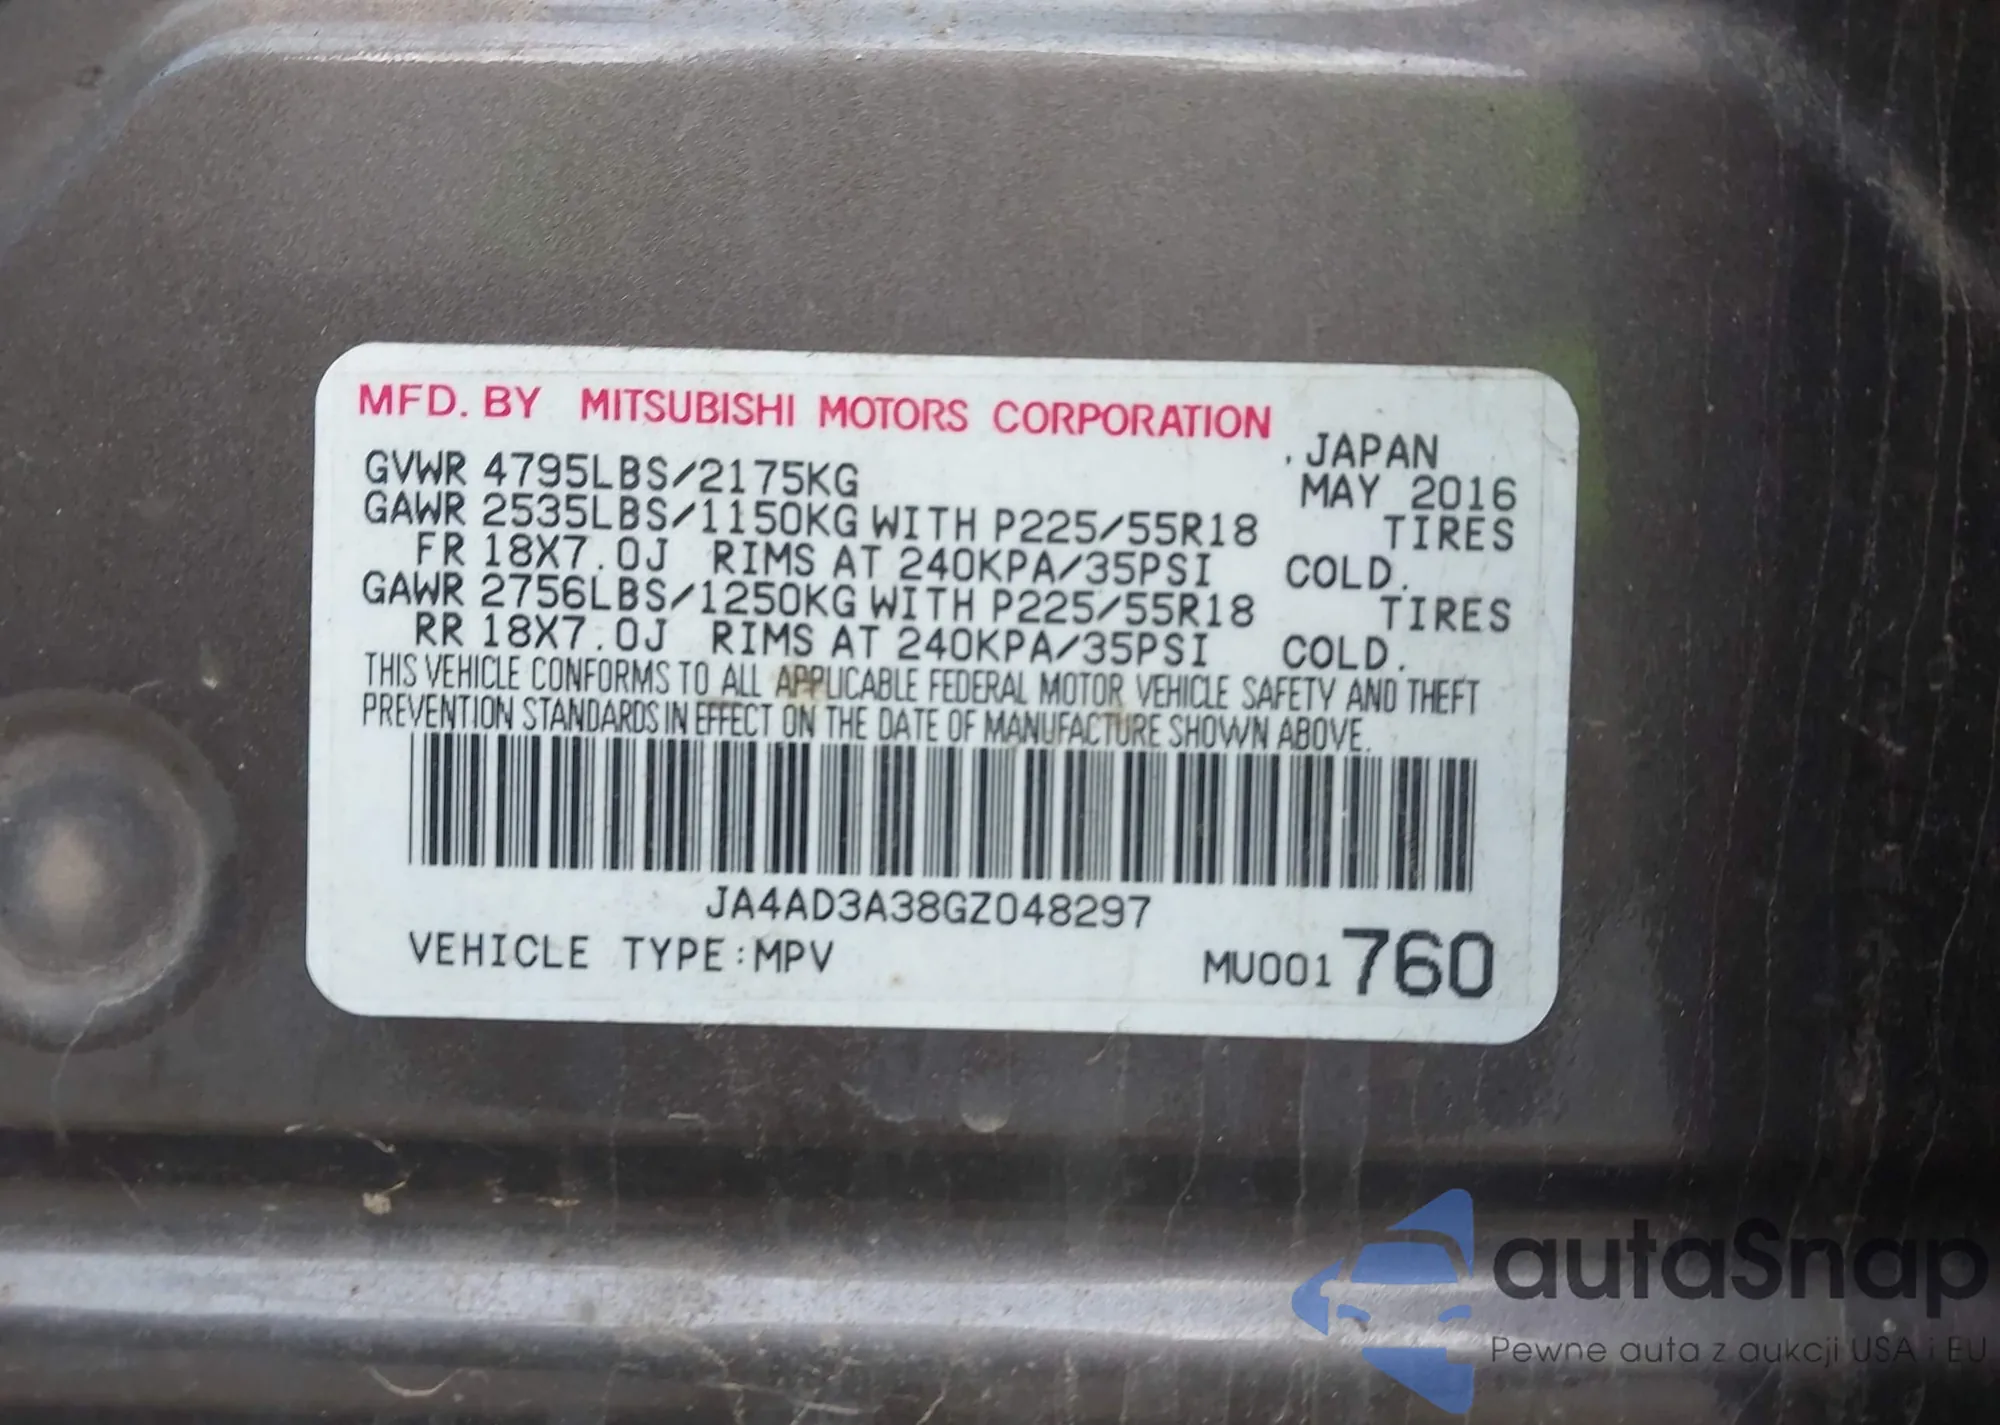 MFD. BY MITSUBISHI MOTORS CORPORATION
. JAPAN
GVWR 4795LBS/2175KG MAY 2016
GAWR 2535LBS/1150KG WITH P225/55R18 TIRES
FR 18X7.0J RIMS AT 240KPA/35PSI COLD.
GAWR 2756LBS/1250KG WITH P225/55R18 TIRES
RR 18X7.0J RIMS AT 240KPA/35PSI COLD.
THIS VEHICLE CONFORMS TO ALL APPLICABLE FEDERAL MOTOR VEHICLE SAFETY AND THEFT
PREVENTION STANDARDS IN EFFECT ON THE DATE OF MANUFACTURE SHOWN ABOVE.
JA4AD3A38GZ048297
VEHICLE TYPE:MPV MU001760
autaSnap
Pewne auta z aukcji USA i EU